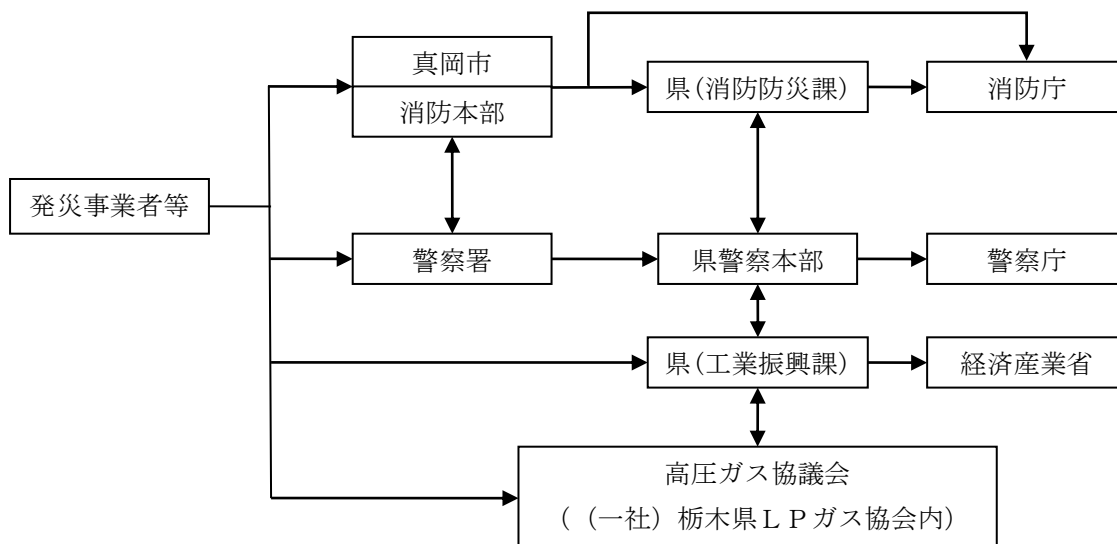 真岡市
消防本部
県(消防防災課)
消防庁
発災事業者等
警察署
県警察本部
警察庁
県(工業振興課)
経済産業省
高圧ガス協議会
((一社)栃木県LPガス協会内)